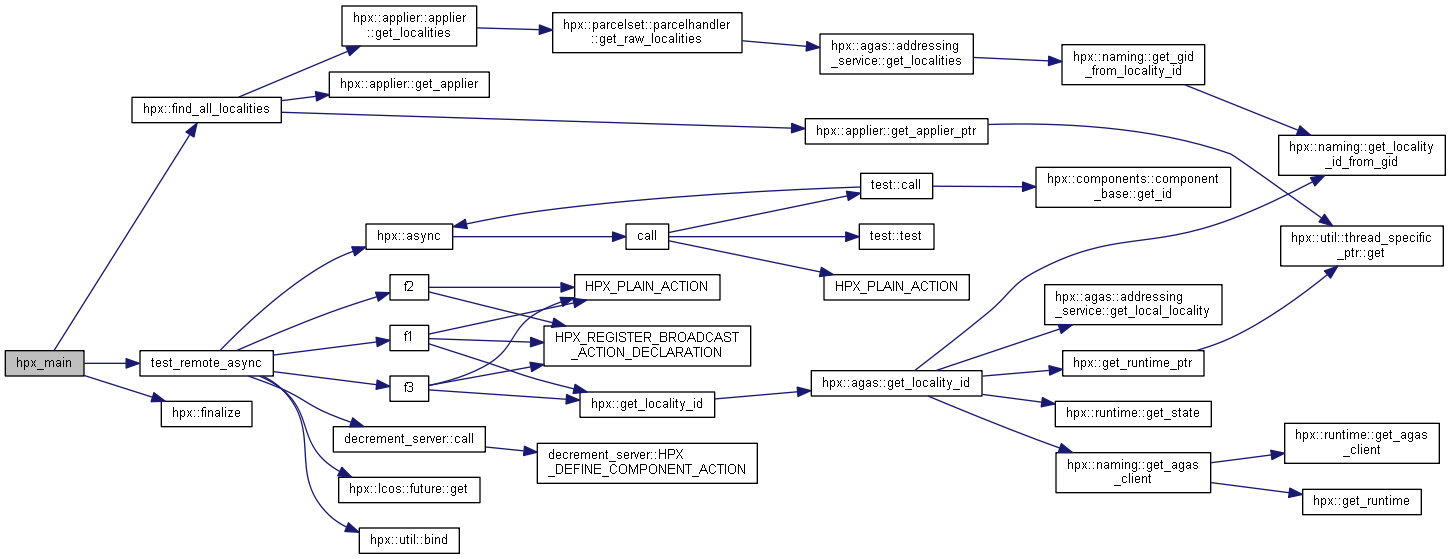 hpx::applier::applier
::get_localities
hpx::parcelset::parcelhandler
::get_raw_localities
hpx::agas::addressing
_service::get_localities
hpx::naming::get_gid
_from_locality_id
hpx::applier::get_applier
hpx::find_all_localities
hpx::applier::get_applier_ptr
hpx::naming::get_locality
_id_from_gid
test::call
hpx::components::component
_base::get_id
hpx::async
call
test::test
hpx::util::thread_specific
_ptr::get
f2
HPX_PLAIN_ACTION
HPX_PLAIN_ACTION
hpx::agas::addressing
_service::get_local_locality
f1
HPX_REGISTER_BROADCAST
_ACTION_DECLARATION
hpx_main
test_remote_async
hpx::get_runtime_ptr
f3
hpx::get_locality_id
hpx::agas::get_locality_id
hpx::finalize
hpx::runtime::get_state
decrement_server::call
decrement_server::HPX
_DEFINE_COMPONENT_ACTION
hpx::naming::get_agas
_client
hpx::runtime::get_agas
_client
hpx::lcos::future::get
hpx::get_runtime
hpx::util::bind